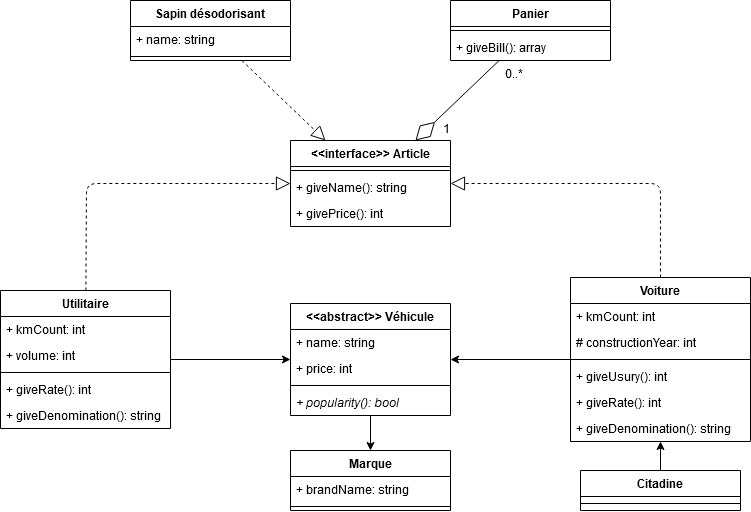 Sapin désodorisant
+ name: string
Panier
+ giveBill(): array
0..*
1
<<interface>> Article
+ giveName(): string
+ givePrice(): int
Utilitaire
+ kmCount: int
+ volume: int
+ giveRate(): int
+ giveDenomination(): string
<<abstract>> Véhicule
+ name: string
+ price: int
+ popularity(): bool
Voiture
+ kmCount: int
# constructionYear: int
+ giveUsury(): int
+ giveRate(): int
+ giveDenomination(): string
Marque
+ brandName: string
Citadine